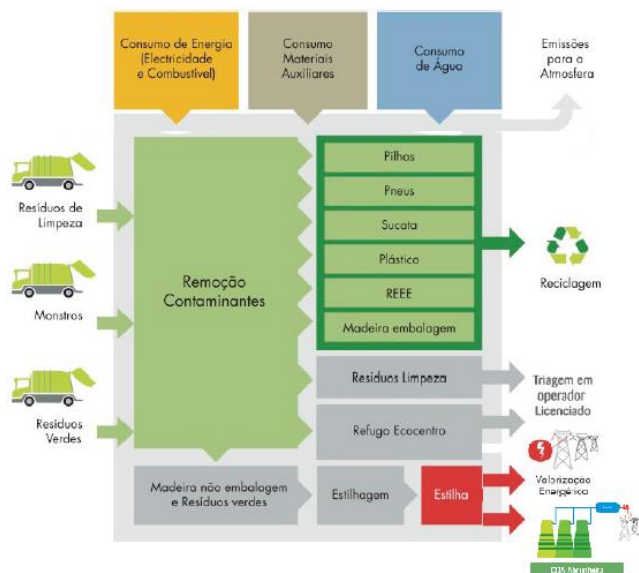 Consumo de Energia
(Electricidade
e Combustível)
Consumo
Materiais
Auxiliares
Consumo
de Água
Emissões
para a
Atmosfera
Resíduos de
Limpeza
Monstros
Resíduos
Verdes
Remoção
Contaminantes
Pilhas
Pneus
Sucata
Plástico
REEE
Madeira embalagem
Reciclagem
Resíduos Limpeza
Refugo Ecocentro
Triagem em
operador
Licenciado
Madeira não embalagem
e Resíduos verdes
Estilhagem
Estilha
Valorização
Energética
Abrunheira